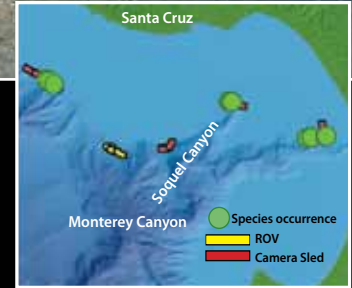 Santa Cruz
Soquel Canyon
Monterey Canyon
Species occurrence
ROV
Camera Sled